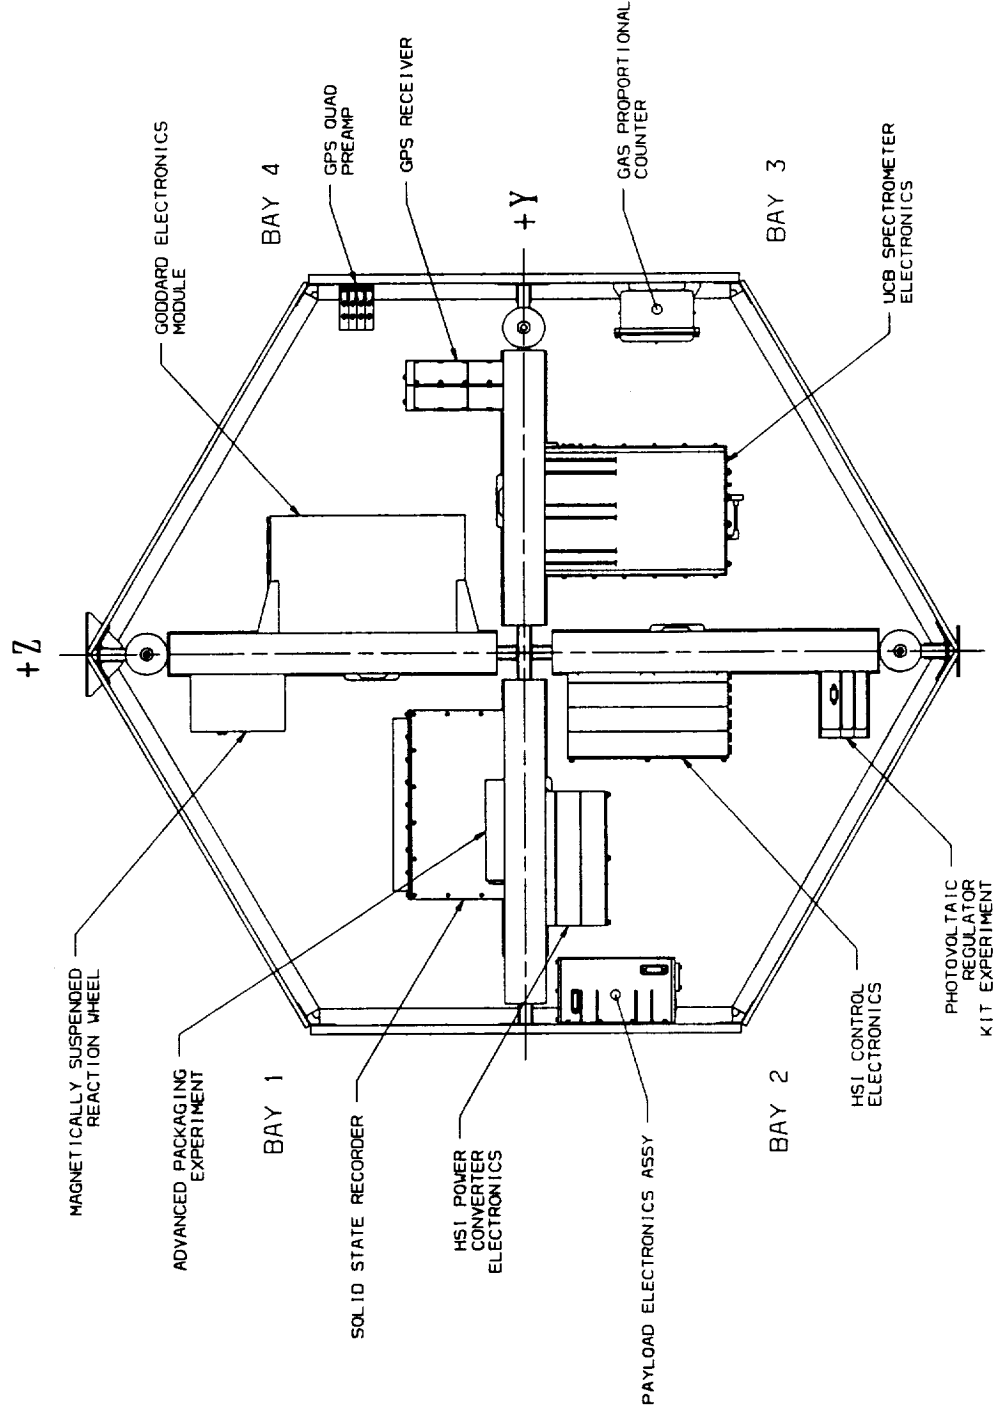 +Z
MAGNETICALLY SUSPENDED
REACTION WHEEL
ADVANCED PACKAGING
EXPERIMENT
BAY 1
SOLID STATE RECORDER
HSI POWER
CONVERTER
ELECTRONICS
PAYLOAD ELECTRONICS ASSY
BAY 2
HSI CONTROL
ELECTRONICS
PHOTOVOLTAIC
REGULATOR
KIT EXPERIMENT
GODDARD ELECTRONICS
MODULE
BAY 4
GPS QUAD
PREAMP
GPS RECEIVER
+Y
GAS PROPORTIONAL
COUNTER
BAY 3
UCB SPECTROMETER
ELECTRONICS